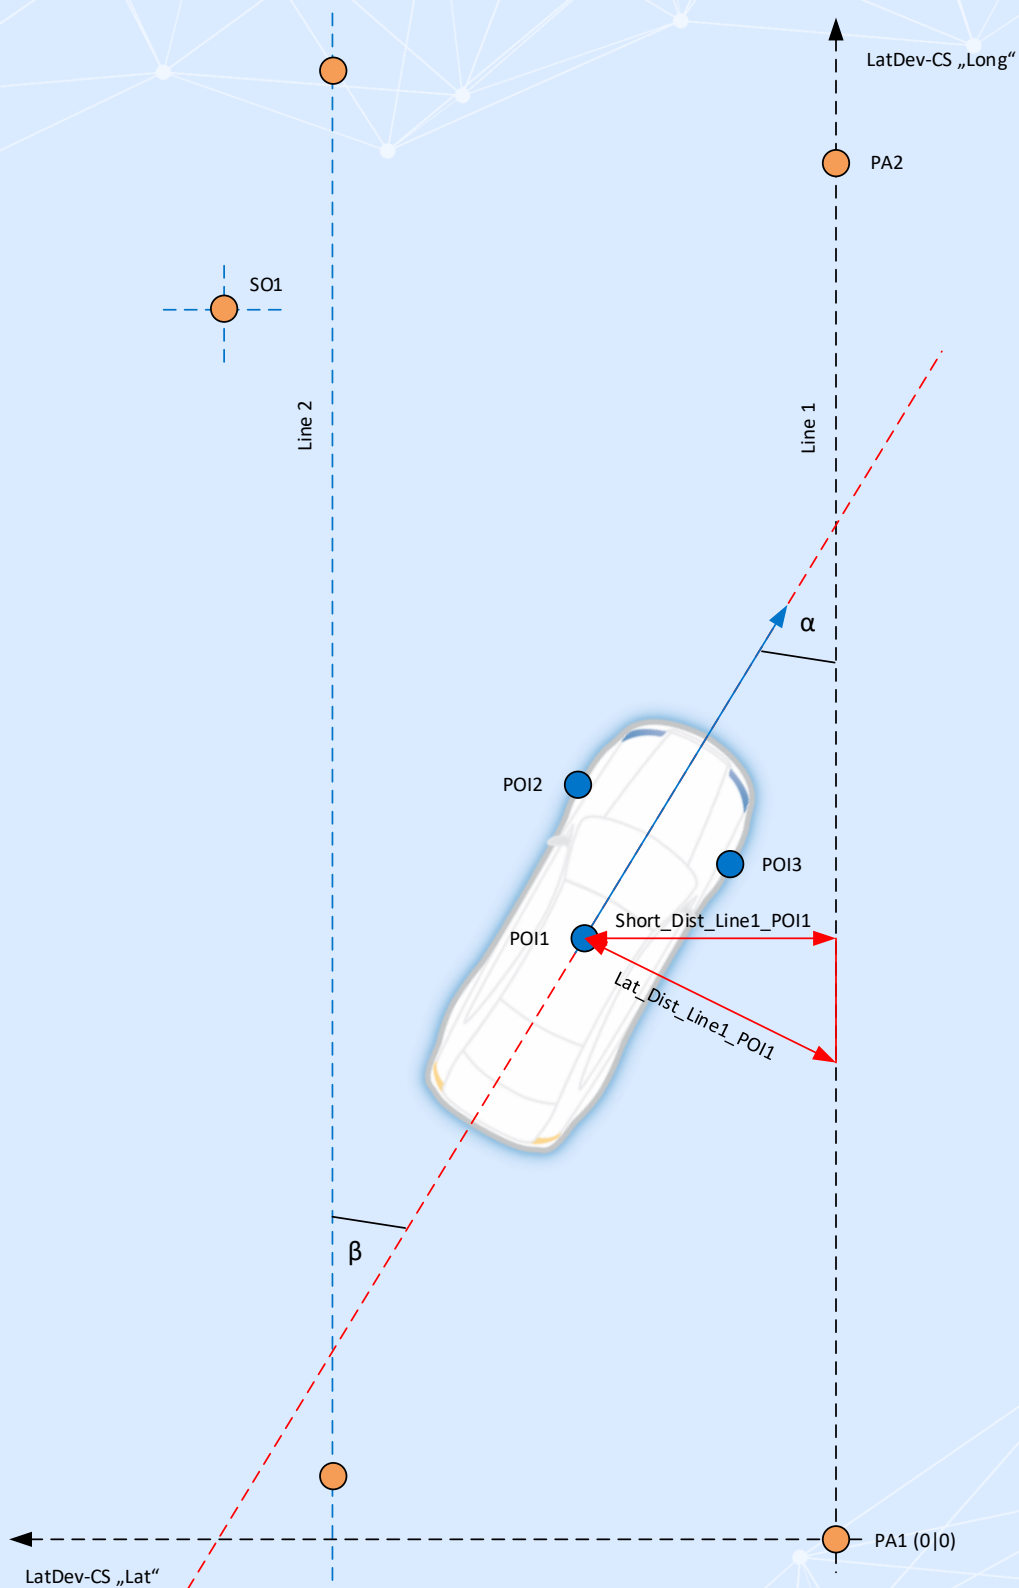 LatDev-CS „Long“
PA2
SO1
Line 2
Line 1
α
POI2
POI3
Short_Dist_Line1_POI1
POI1
Lat_Dist_Line1_POI1
β
PA1 (0|0)
LatDev-CS „Lat“